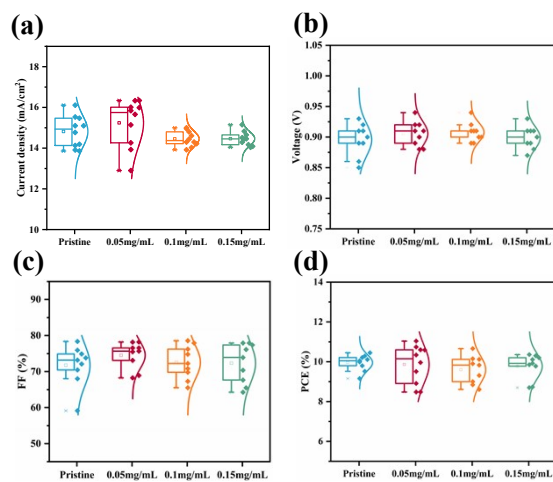 (a)
Current density (mA/cm²)
18
16
14
12
10
Pristine 0.05mg/mL 0.1mg/mL 0.15mg/mL
(b)
Voltage (V)
1.05
1.00
0.95
0.90
0.85
0.80
0.75
Pristine 0.05mg/mL 0.1mg/mL 0.15mg/mL
(c)
FF (%)
90
80
70
60
50
Pristine 0.05mg/mL 0.1mg/mL 0.15mg/mL
(d)
PCE (%)
14
12
10
8
6
Pristine 0.05mg/mL 0.1mg/mL 0.15mg/mL